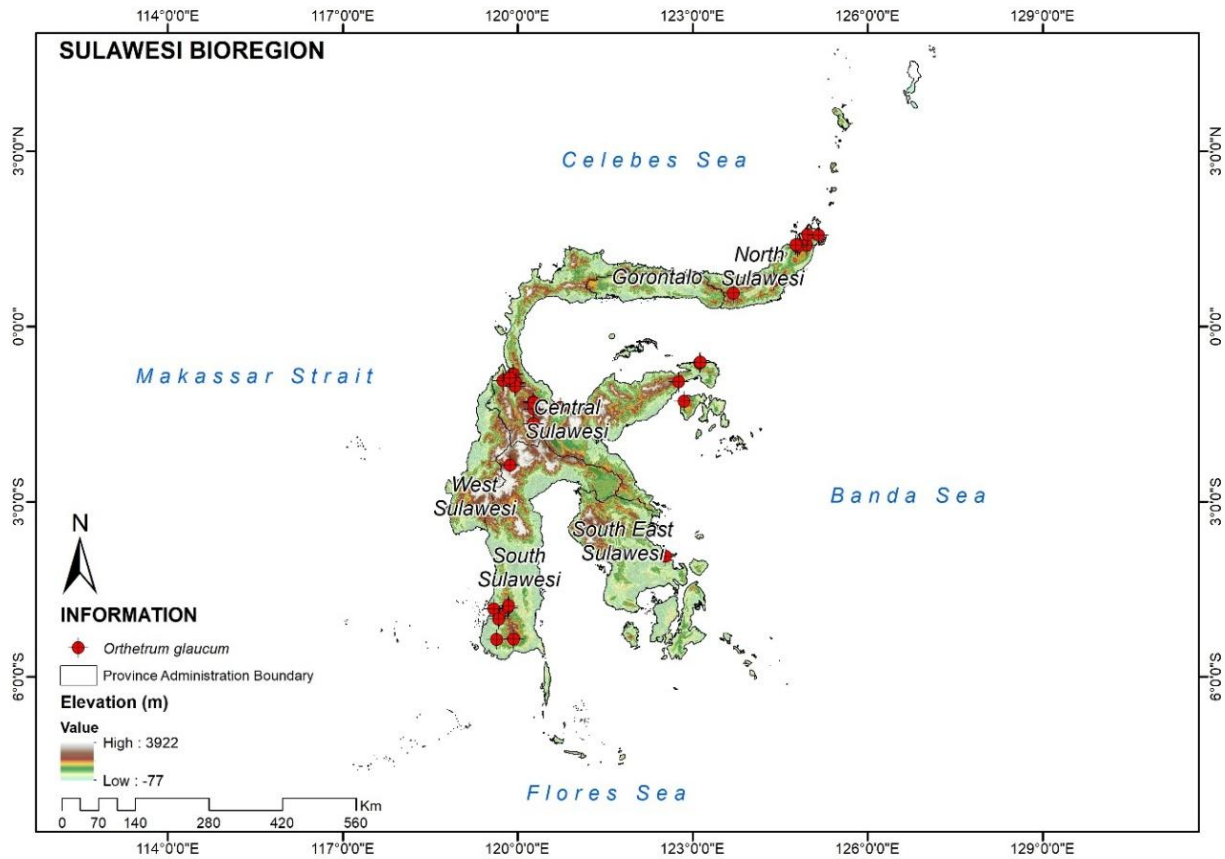 114°0'0"E 117°0'0"E 120°0'0"E 123°0'0"E 126°0'0"E 129°0'0"E
SULAWESI BIOREGION
3°0'0"N 3°0'0"N
Celebes Sea
North
Sulawesi
Gorontalo
0°0'0" 0°0'0"
Makassar Strait
Central
Sulawesi
West
Sulawesi
Banda Sea
3°0'0"S 3°0'0"S
South East
Sulawesi
South
Sulawesi
N
INFORMATION
Orthetrum glaucum
Province Administration Boundary
6°0'0"S 6°0'0"S
Elevation (m)
Value
High : 3922
Low : -77
Flores Sea
Km
0 70 140 280 420 560
114°0'0"E 117°0'0"E 120°0'0"E 123°0'0"E 126°0'0"E 129°0'0"E